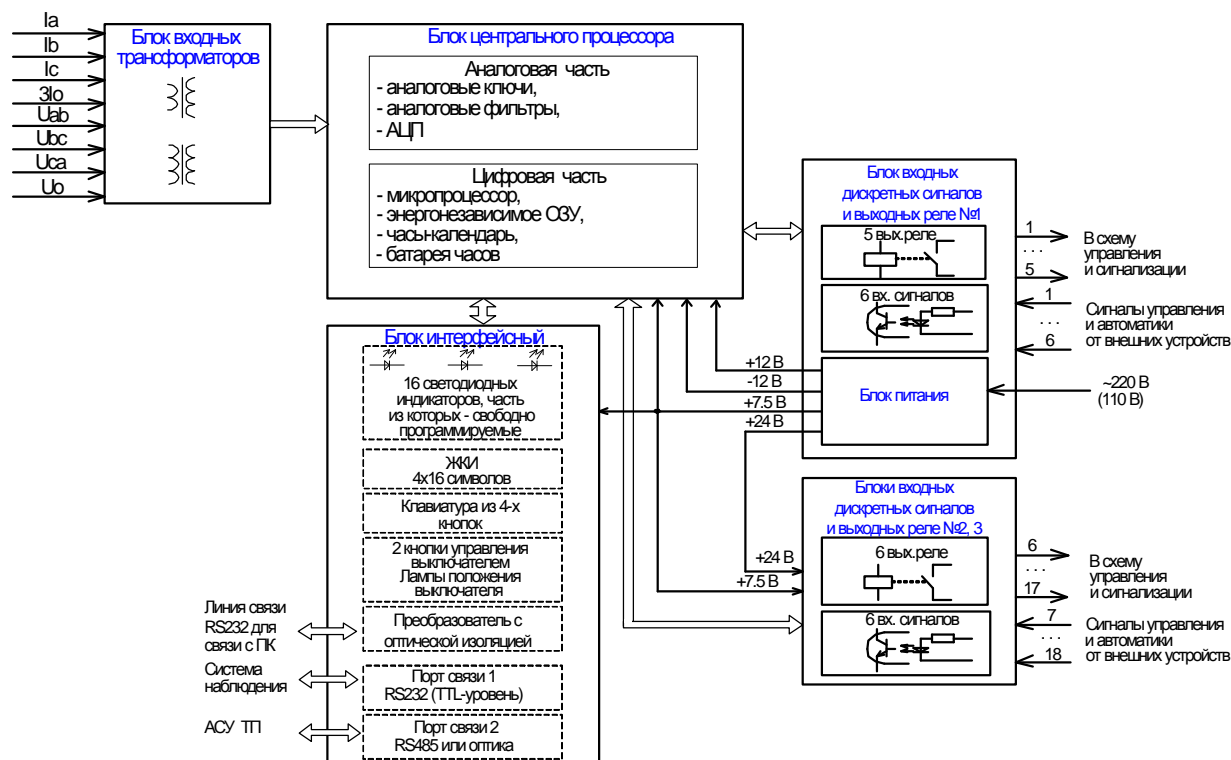 Ia
Ib
Ic
3Io
Uab
Ubc
Uca
Uo
Блок входных
трансформаторов
Блок центрального процессора
Аналоговая часть
- аналоговые ключи,
- аналоговые фильтры,
- АЦП
Цифровая часть
- микропроцессор,
- энергонезависимое ОЗУ,
- часы-календарь,
- батарея часов
Блок входных
дискретных сигналов
и выходных реле №1
5 вых.реле
6 вх. сигналов
Блок питания
1
...
5
В схему
управления
и сигнализации
1
...
6
Сигналы управления
и автоматики
от внешних устройств
~220 В
(110 В)
+12 В
-12 В
+7.5 В
+24 В
Блок интерфейсный
16 светодиодных
индикаторов, часть
из которых - свободно
программируемые
ЖКИ
4х16 символов
Клавиатура из 4-х
кнопок
2 кнопки управления
выключателем
Лампы положения
выключателя
Преобразователь с
оптической изоляцией
Порт связи 1
RS232 (TTL-уровень)
Порт связи 2
RS485 или оптика
Линия связи
RS232 для
связи с ПК
Система
наблюдения
АСУ ТП
+24 В
+7.5 В
Блоки входных
дискретных сигналов
и выходных реле №2, 3
6 вых.реле
6 вх. сигналов
6
...
17
В схему
управления
и сигнализации
7
...
18
Сигналы управления
и автоматики
от внешних устройств